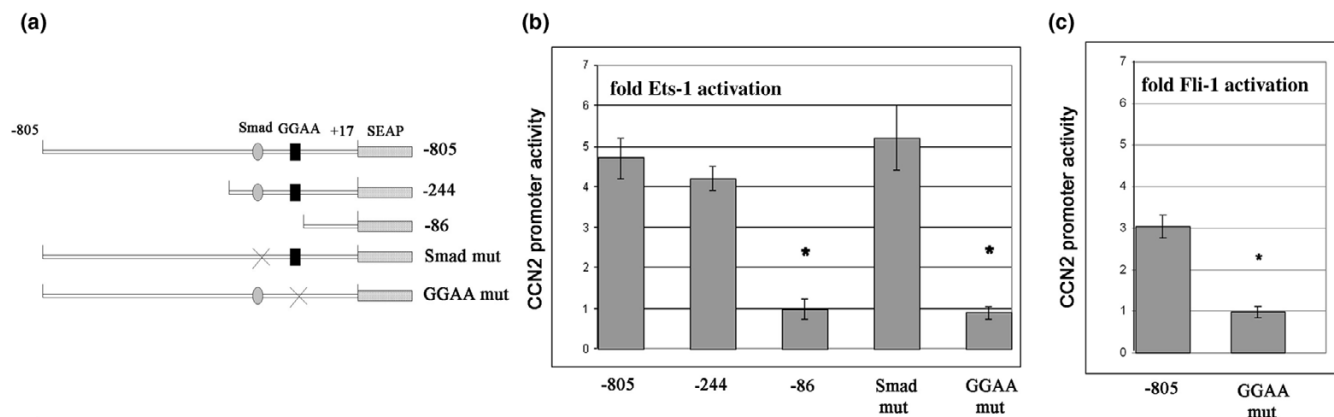 (a)
-805
Smad GGAA +17 SEAP
-805
-244
-86
Smad mut
GGAA mut
(b)
CCN2 promoter activity
7
6
5
4
3
2
1
0
fold Ets-1 activation
*
*
-805 -244 -86 Smad mut GGAA mut
(c)
CCN2 promoter activity
7
6
5
4
3
2
1
0
fold Fli-1 activation
*
-805 GGAA mut